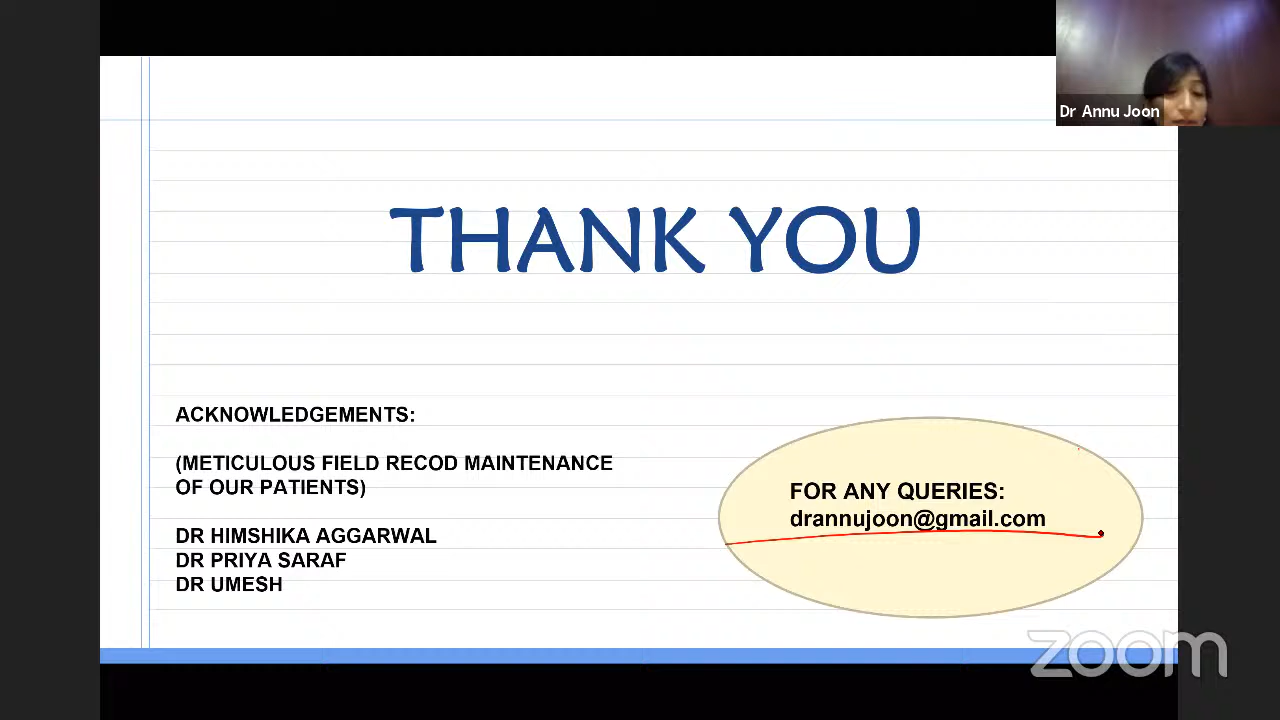 Dr Annu Joon
THANK YOU
ACKNOWLEDGEMENTS:
(METICULOUS FIELD RECOD MAINTENANCE
OF OUR PATIENTS)
DR HIMSHIKA AGGARWAL
DR PRIYA SARAF
DR UMESH
FOR ANY QUERIES:
drannujoon@gmail.com
zoom